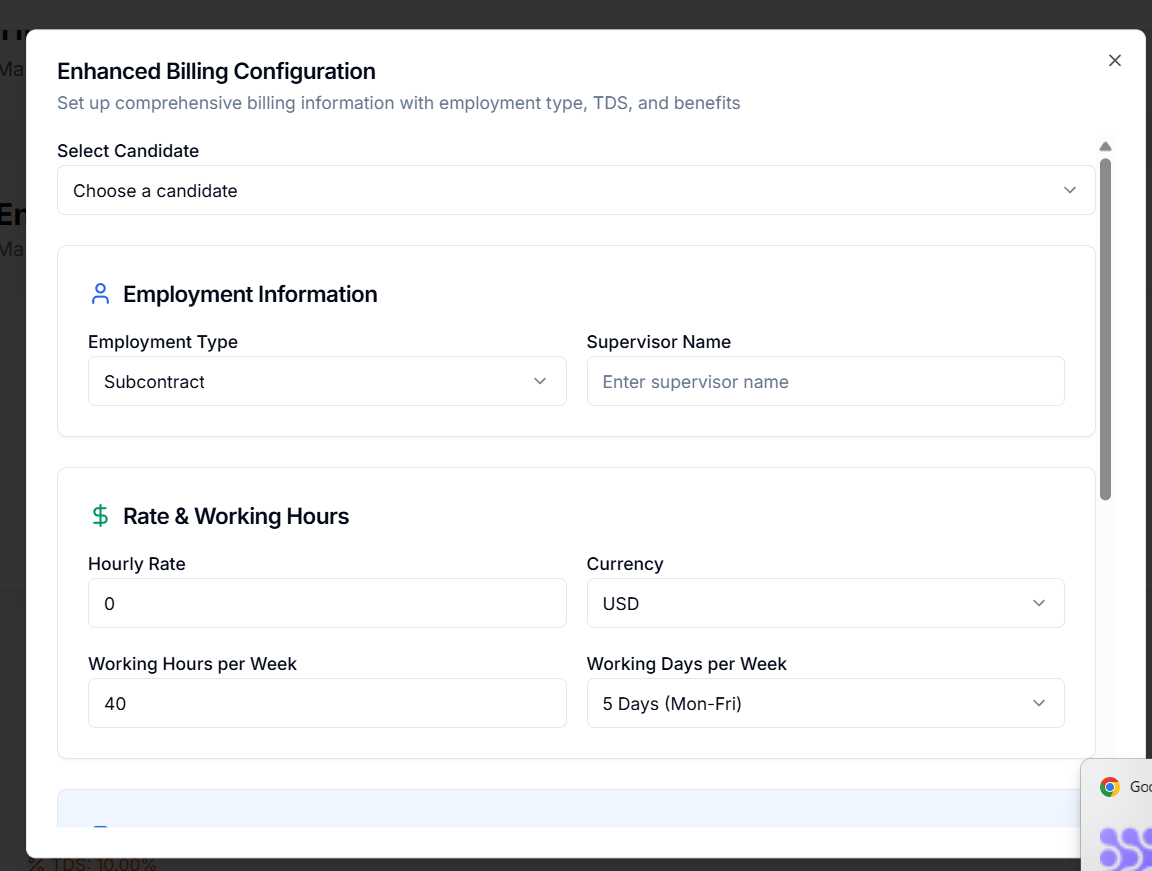 Enhanced Billing Configuration
Set up comprehensive billing information with employment type, TDS, and benefits
Select Candidate
Choose a candidate
Employment Information
Employment Type
Supervisor Name
Subcontract
Enter supervisor name
$ Rate & Working Hours
Hourly Rate
Currency
0
USD
Working Hours per Week
Working Days per Week
40
5 Days (Mon-Fri)
Goo
% TDS: 10.00%